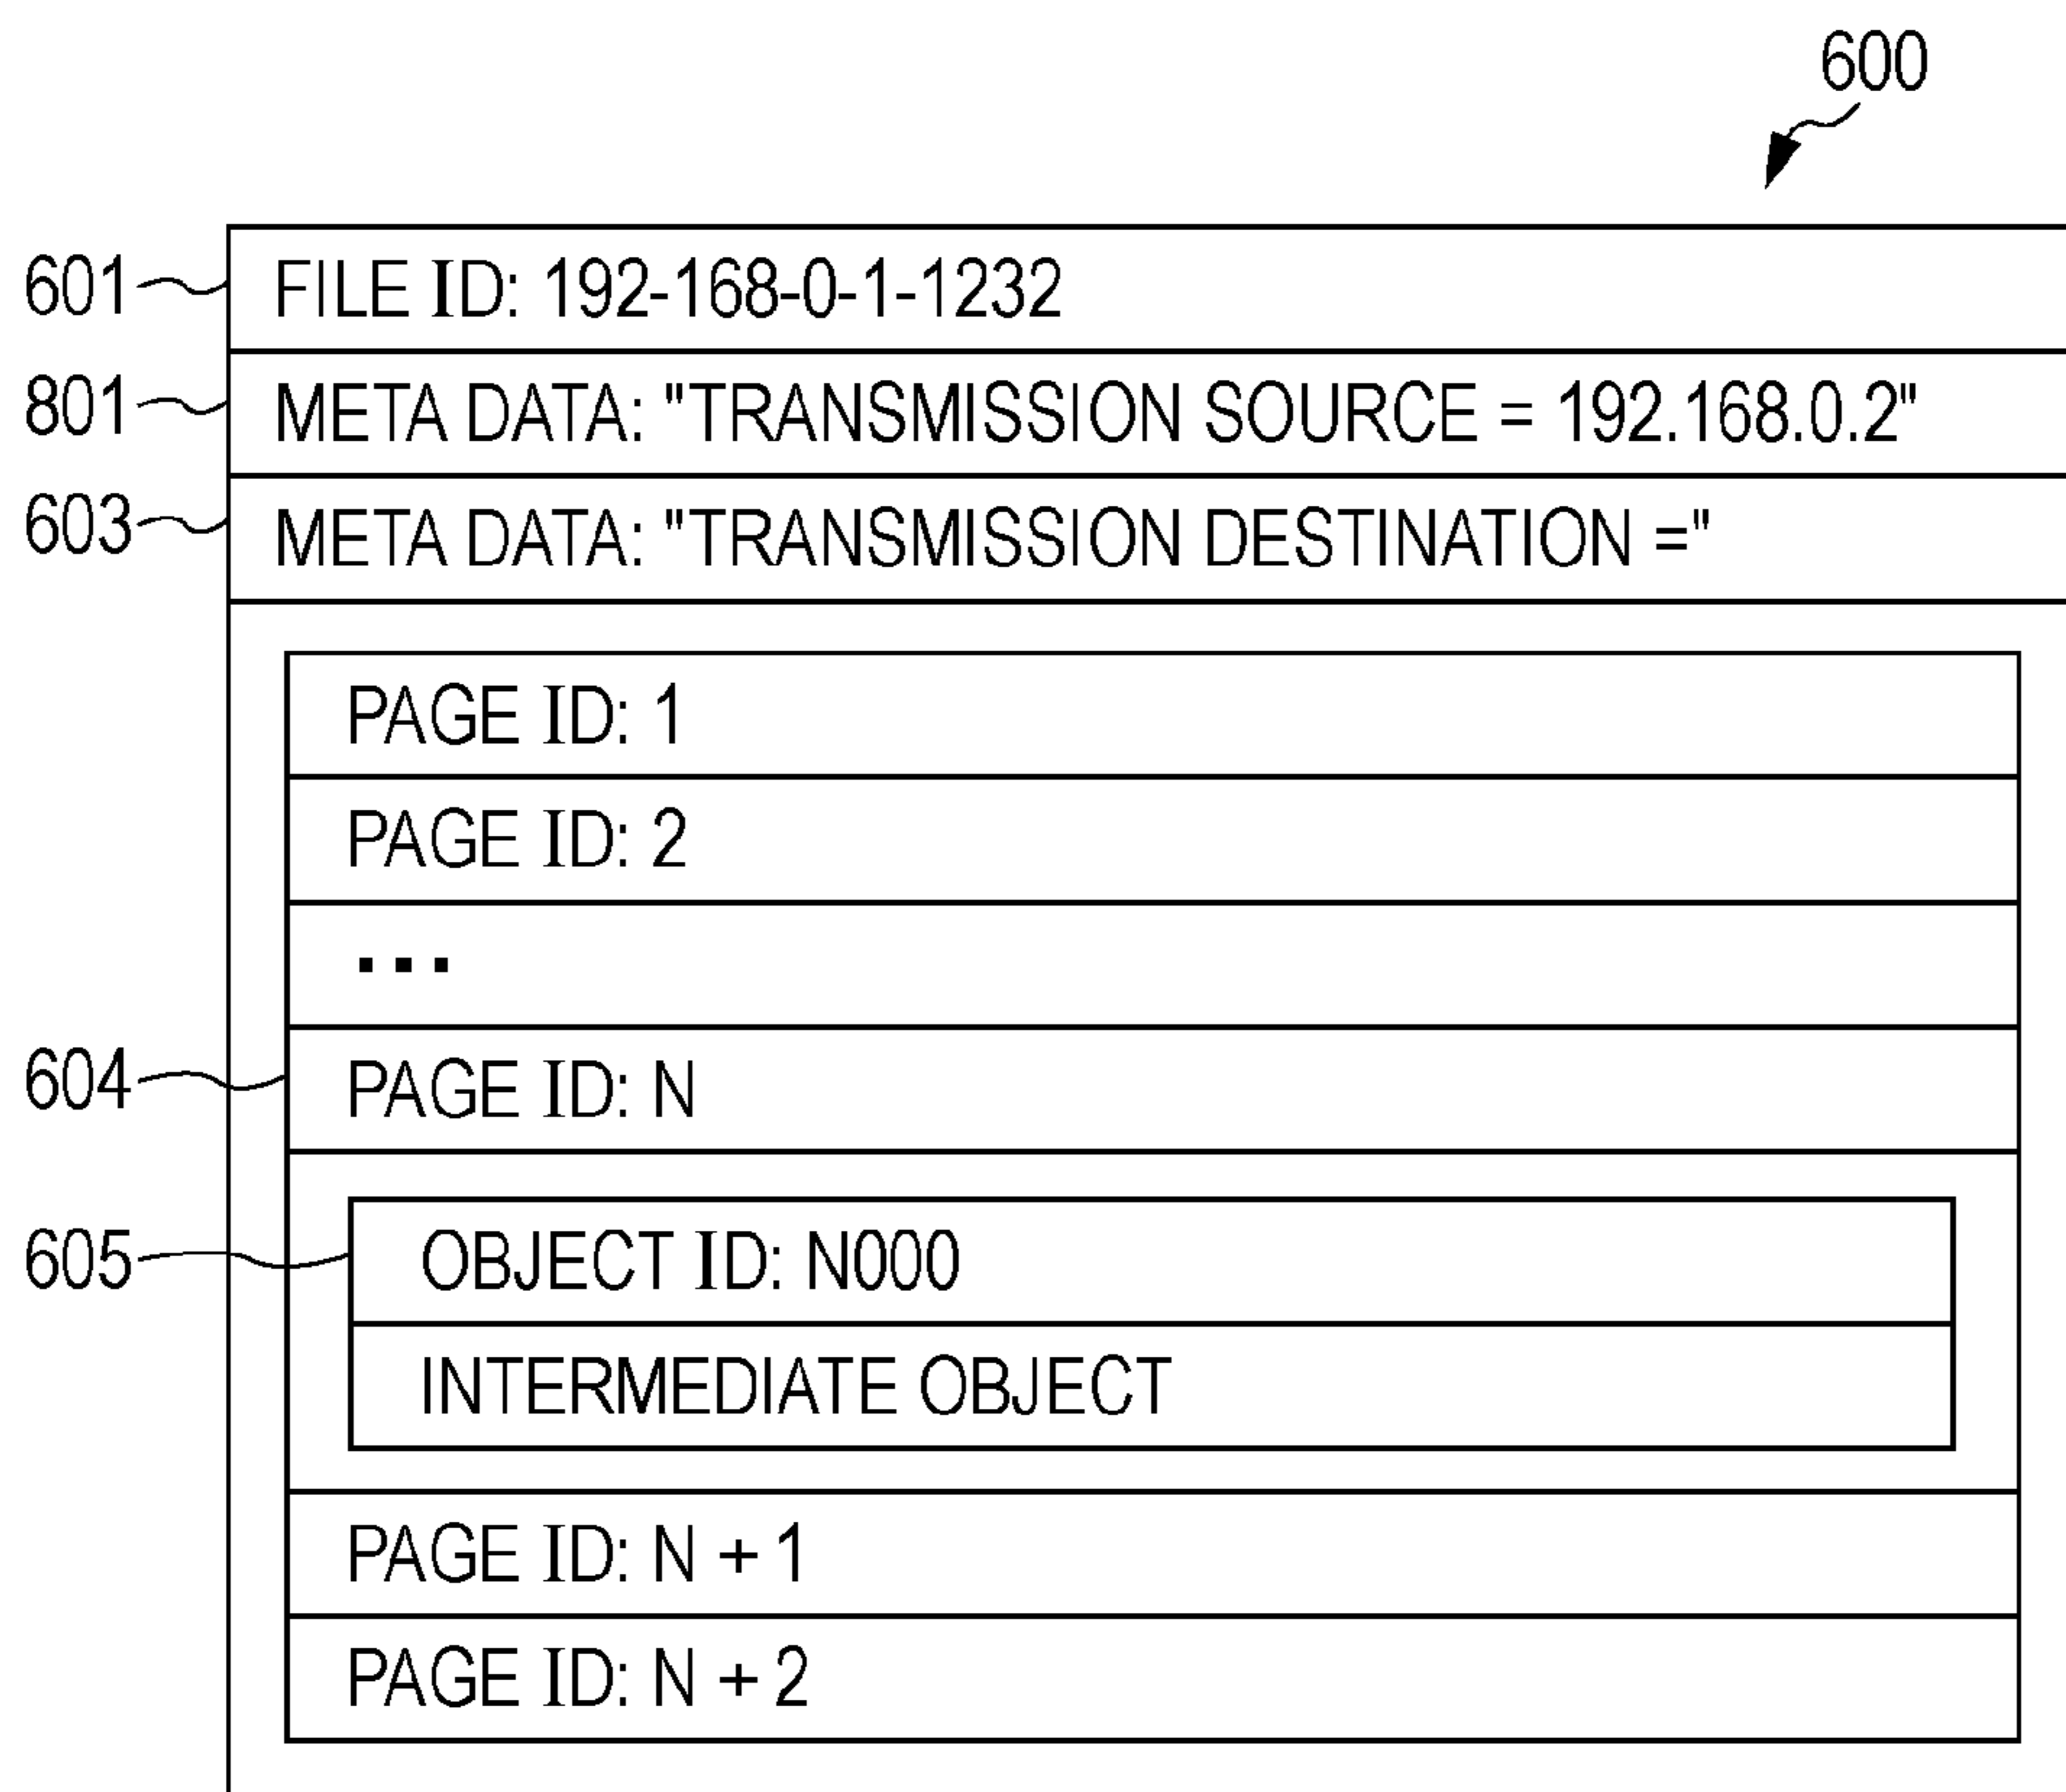 600
601 FILE ID: 192-168-0-1-1232
801 META DATA: "TRANSMISSION SOURCE = 192.168.0.2"
603 META DATA: "TRANSMISSION DESTINATION ="
PAGE ID: 1
PAGE ID: 2
...
604 PAGE ID: N
605 OBJECT ID: N000
INTERMEDIATE OBJECT
PAGE ID: N + 1
PAGE ID: N + 2